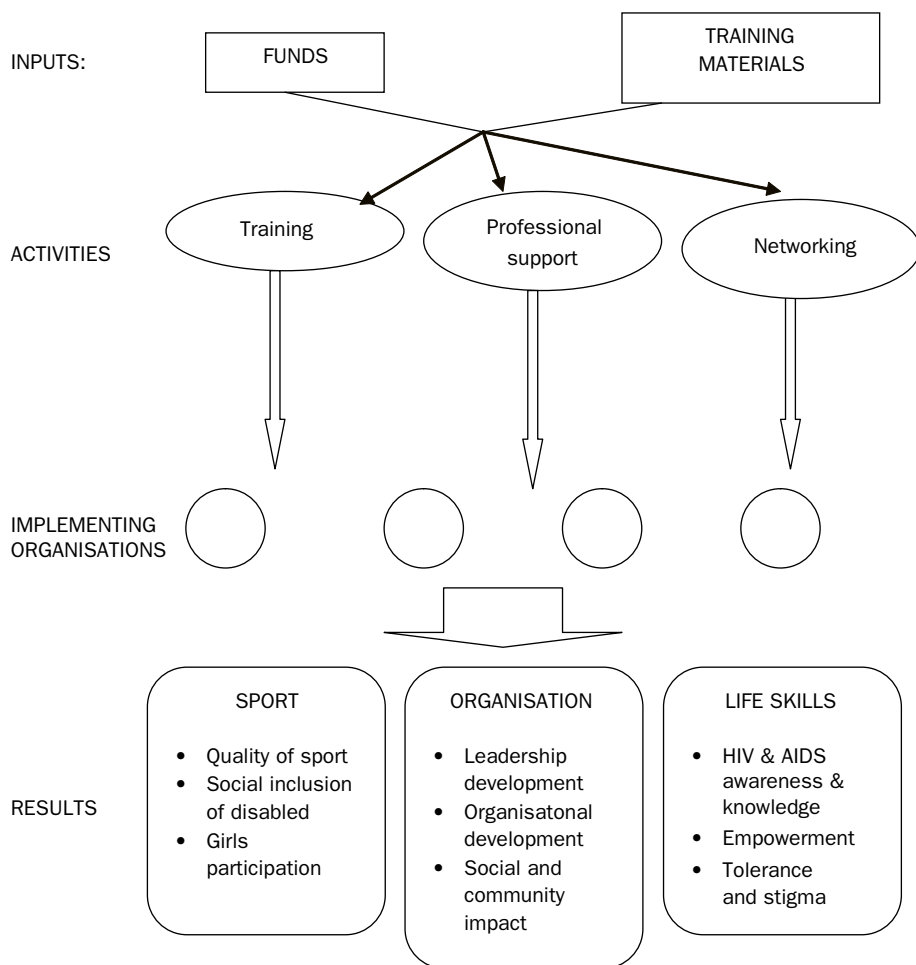 INPUTS:
FUNDS
TRAINING
MATERIALS
ACTIVITIES
Training
Professional
support
Networking
IMPLEMENTING
ORGANISATIONS
RESULTS
SPORT
• Quality of sport
• Social inclusion
of disabled
• Girls
participation
ORGANISATION
• Leadership
development
• Organisatonal
development
• Social and
community
impact
LIFE SKILLS
• HIV & AIDS
awareness &
knowledge
• Empowerment
• Tolerance
and stigma